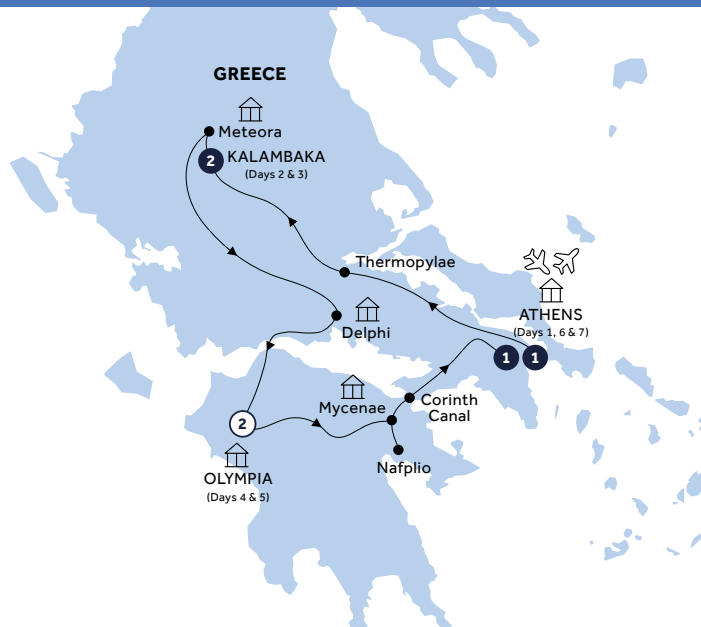 GREECE
Meteora
2
KALAMBAKA
(Days 2 & 3)
Thermopylae
ATHENS
(Days 1, 6 & 7)
1
1
Delphi
Mycenae
Corinth
Canal
2
Nafplio
OLYMPIA
(Days 4 & 5)